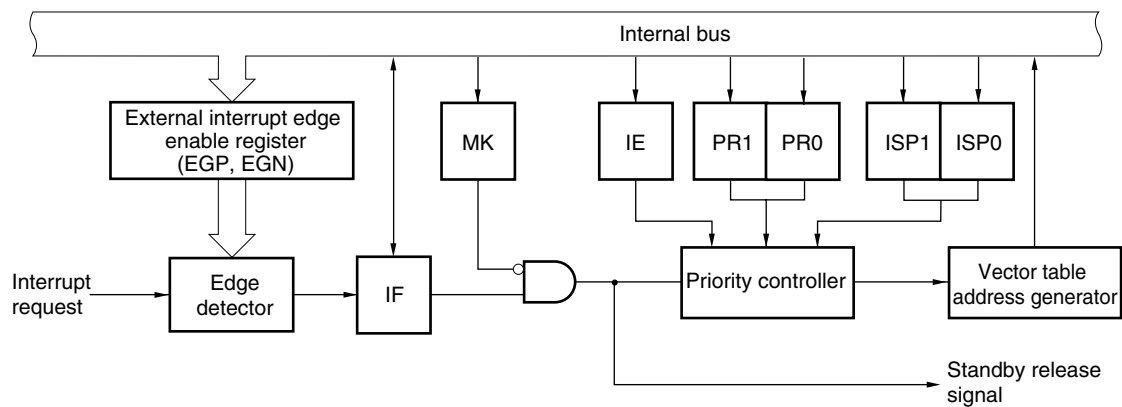 Internal bus
External interrupt edge
enable register
(EGP, EGN)
MK
IE
PR1
PR0
ISP1
ISP0
Interrupt
request
Edge
detector
IF
Priority controller
Vector table
address generator
Standby release
signal